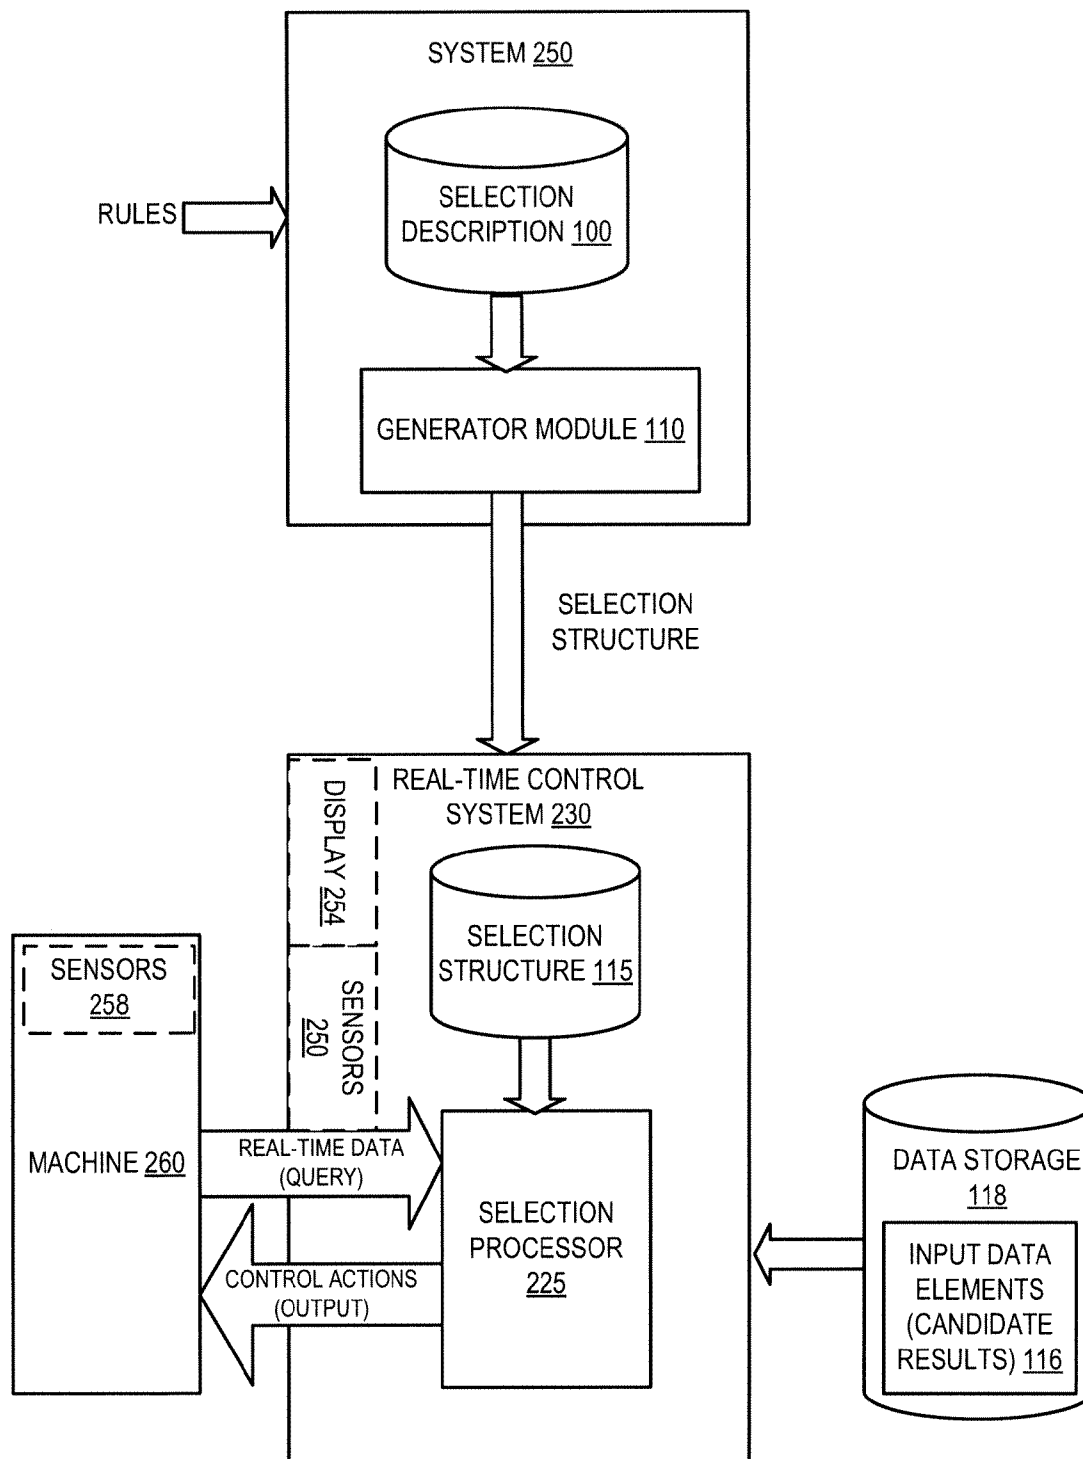 SYSTEM 250
SELECTION
DESCRIPTION 100
RULES
GENERATOR MODULE 110
SELECTION
STRUCTURE
REAL-TIME CONTROL
SYSTEM 230
DISPLAY 254
SELECTION
STRUCTURE 115
SENSORS
258
SENSORS
250
MACHINE 260
REAL-TIME DATA
(QUERY)
SELECTION
PROCESSOR
225
CONTROL ACTIONS
(OUTPUT)
DATA STORAGE
118
INPUT DATA
ELEMENTS
(CANDIDATE
RESULTS) 116